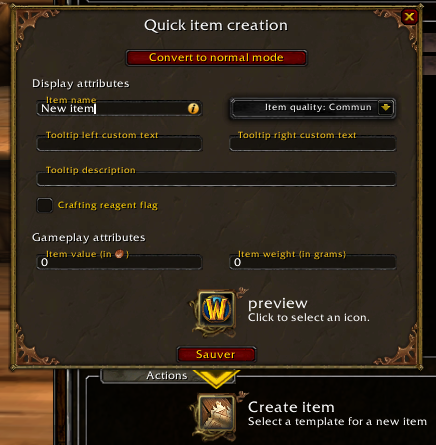 Quick item creation
Convert to normal mode
Display attributes
Item name
New item
Item quality: Commun
Tooltip left custom text
Tooltip right custom text
Tooltip description
Crafting reagent flag
Gameplay attributes
Item value (in )
0
Item weight (in grams)
0
W
preview
Click to select an icon.
Sauver
Actions
Create item
Select a template for a new item